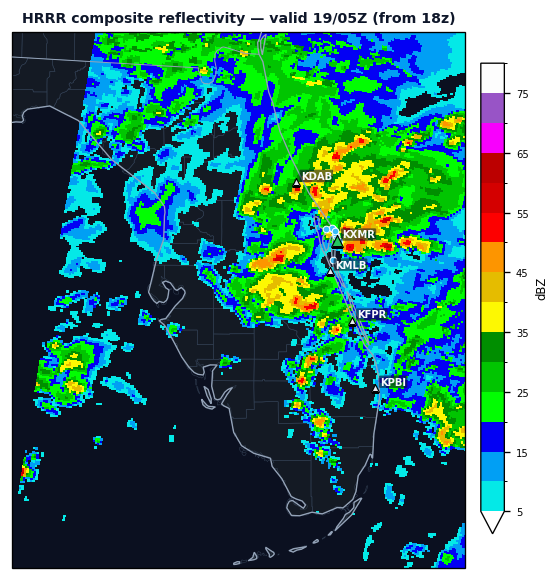 HRRR composite reflectivity — valid 19/05Z (from 18z)
KDAB
KXMR
KMLB
KFPR
KPBI
75
65
55
45
35
25
15
5
dBZ